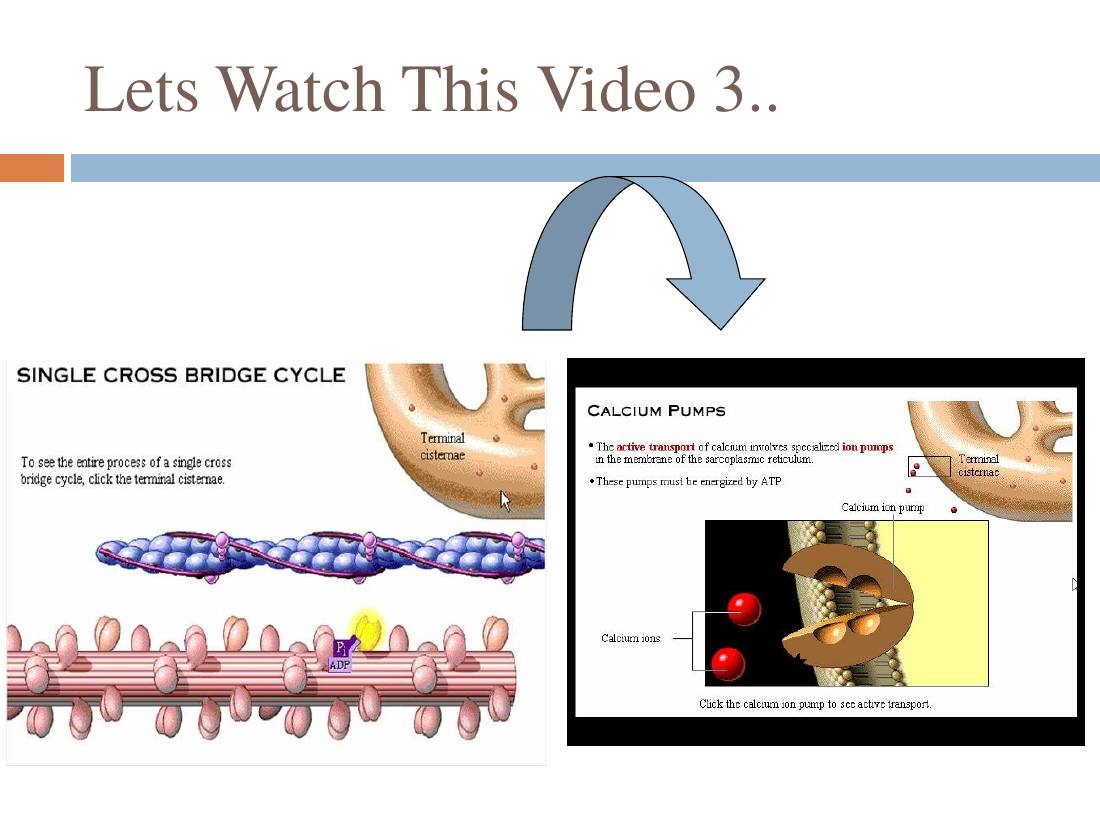 Lets Watch This Video 3..
SINGLE CROSS BRIDGE CYCLE
Terminal
cisternae
To see the entire process of a single cross
bridge cycle, click the terminal cisternae.
Pi
ADP
CALCIUM PUMPS
•The active transport of calcium involves specialized ion pumps
in the membrane of the sarcoplasmic reticulum.
•These pumps must be energized by ATP.
Terminal
cisternae
Calcium ion pump
Calcium ions
Click the calcium ion pump to see active transport.